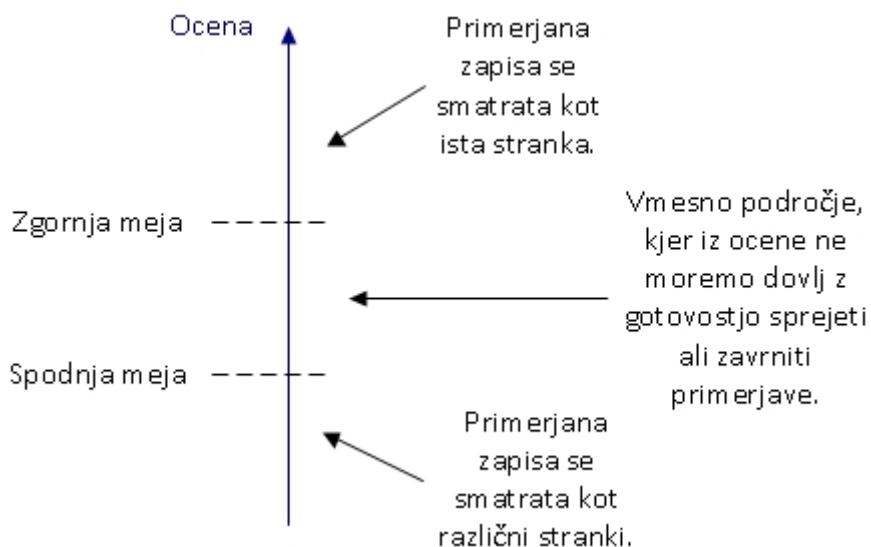 Ocena
Primerjana
zapisa se
smatrata kot
ista stranka.
Zgornja meja
Vmesno področje,
kjer iz ocene ne
moremo dovlj z
gotovostjo sprejeti
ali zavrniti
primerjave.
Spodnja meja
Primerjana
zapisa se
smatrata kot
različni stranki.